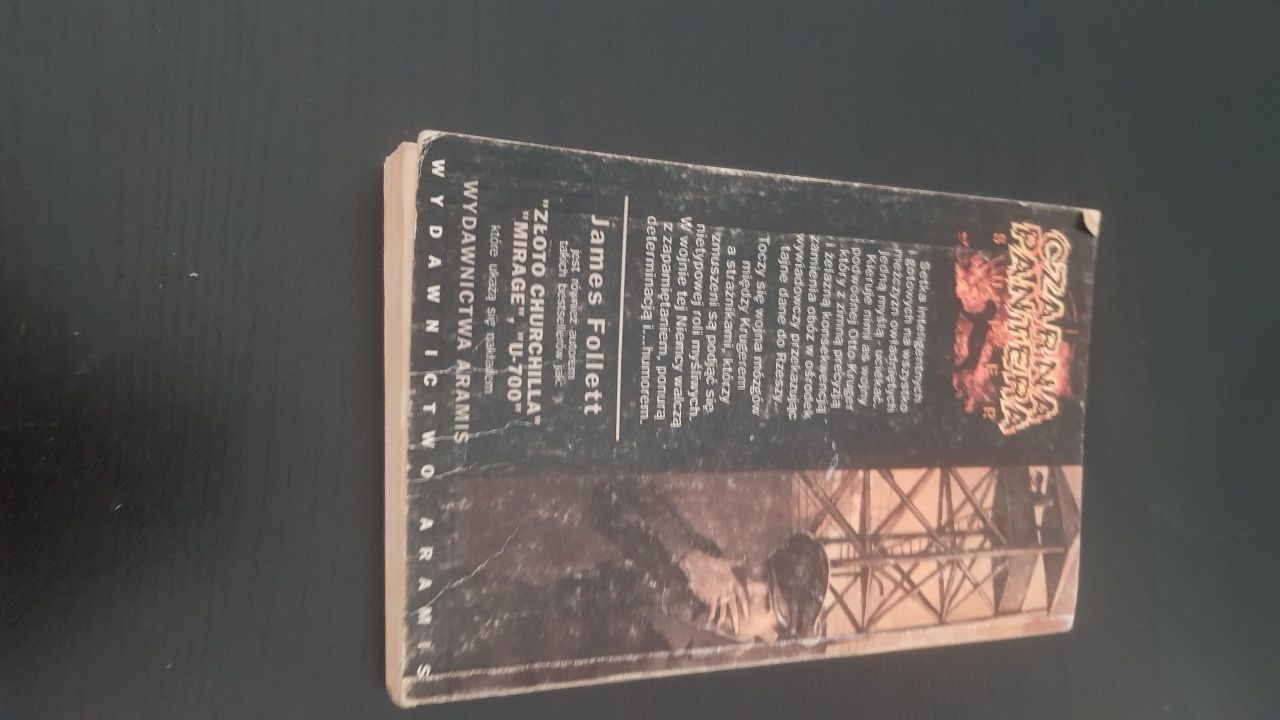 CZARNA
PANTERA
S E R
Setka inteligentnych
i gotowych na wszystko
mężczyzn owładniętych
jedną myślą - uciekać.
Kieruje nimi as wojny
podwodnej Otto Kruger
który z zimną precyzją
i żelazną konsekwencją
zamienia obóz w ośrodek
wywiadowczy przekazując
tajne dane do Rzeszy...
Toczy się wojna mózgów
między Krugerem
a strażnikami, którzy
zmuszeni są podjąć się
nietypowej roli myśliwych.
W wojnie tej Niemcy walczą
z zapamiętaniem, ponurą
determinacją i...humorem.
James Follett
jest również autorem
takich bestsellerów jak:
"ZŁOTO CHURCHILLA"
"MIRAGE", "U-700"
które ukażą się nakładem
WYDAWNICTWA ARAMIS
WYDAWNICTWO ARAMIS